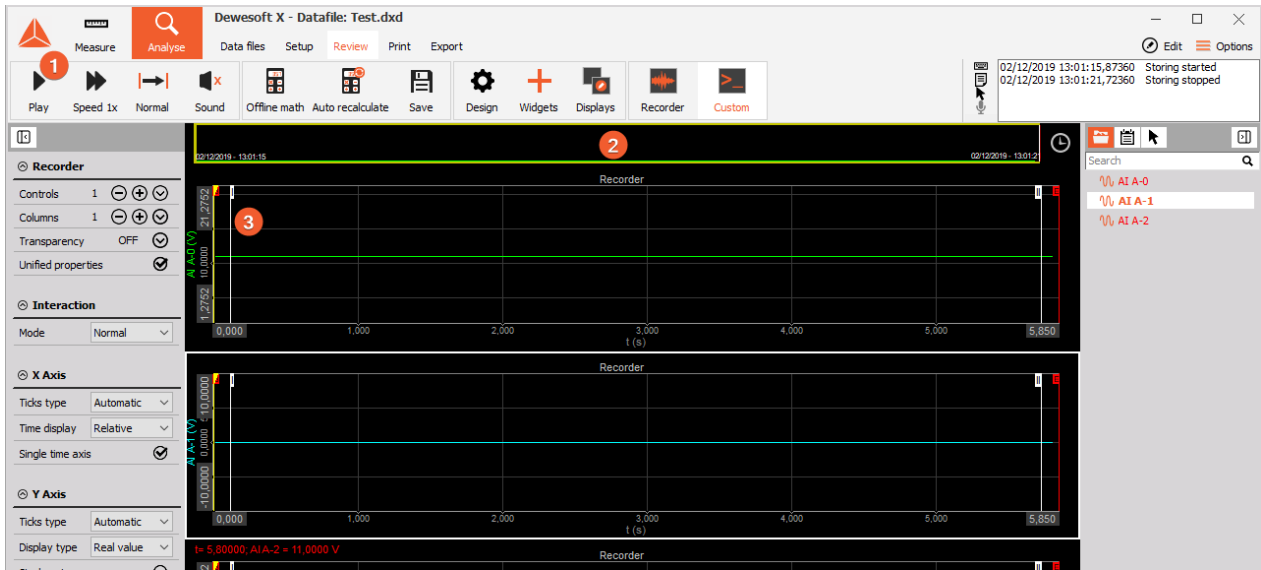 Dewesoft X - Datafile: Test.dxd
Measure
Analyse
Data files Setup Review Print Export
Edit Options
1
Play Speed 1x Normal Sound Offline math Auto recalculate Save Design Widgets Displays Recorder Custom
02/12/2019 13:01:15,87360 Storing started
02/12/2019 13:01:21,72360 Storing stopped
Recorder
Controls 1
Columns 1
Transparency OFF
Unified properties
Interaction
Mode Normal
X Axis
Ticks type Automatic
Time display Relative
Single time axis
Y Axis
Ticks type Automatic
Display type Real value
2
02/12/2019 - 13:01:15
02/12/2019 - 13:01:21
Recorder
3
AI A-0 (V)
21,2752
10,0000
1,2752
0,000 1,000 2,000 3,000 4,000 5,000 5,850
t (s)
Recorder
AI A-1 (V)
10,0000
0,0000
-10,0000
0,000 1,000 2,000 3,000 4,000 5,000 5,850
t (s)
t= 5,80000; AI A-2 = 11,0000 V
Recorder
Search
AI A-0
AI A-1
AI A-2